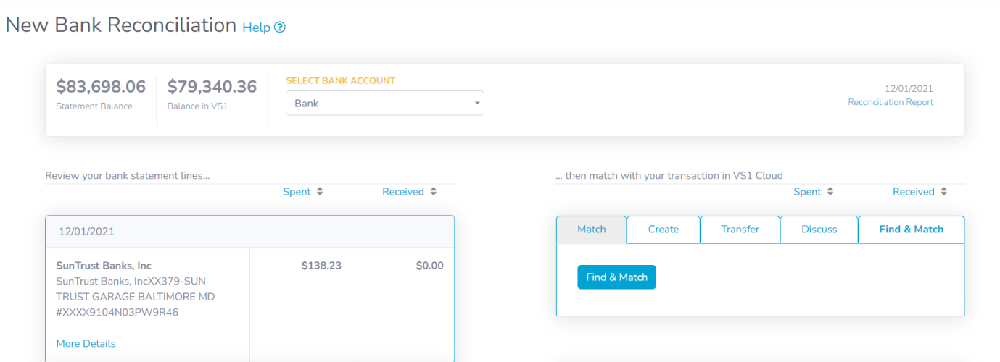 New Bank Reconciliation Help
$83,698.06
Statement Balance
$79,340.36
Balance in VS1
SELECT BANK ACCOUNT
Bank
12/01/2021
Reconciliation Report
Review your bank statement lines...
Spent
Received
12/01/2021
SunTrust Banks, Inc
SunTrust Banks, IncXX379-SUN
TRUST GARAGE BALTIMORE MD
#XXXX9104N03PW9R46
More Details
$138.23
$0.00
... then match with your transaction in VS1 Cloud
Spent
Received
Match
Create
Transfer
Discuss
Find & Match
Find & Match